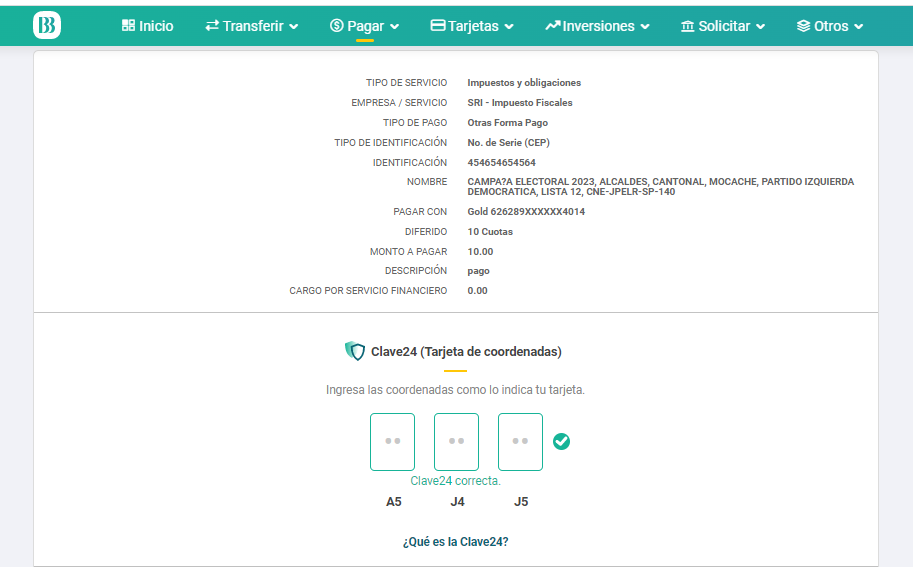 BB Inicio Transferir Pagar Tarjetas Inversiones Solicitar Otros
TIPO DE SERVICIO Impuestos y obligaciones
EMPRESA / SERVICIO SRI - Impuesto Fiscales
TIPO DE PAGO Otras Forma Pago
TIPO DE IDENTIFICACIÓN No. de Serie (CEP)
IDENTIFICACIÓN 454654654564
NOMBRE CAMPA?A ELECTORAL 2023, ALCALDES, CANTONAL, MOCACHE, PARTIDO IZQUIERDA
DEMOCRATICA, LISTA 12, CNE-JPELR-SP-140
PAGAR CON Gold 626289XXXXXX4014
DIFERIDO 10 Cuotas
MONTO A PAGAR 10.00
DESCRIPCIÓN pago
CARGO POR SERVICIO FINANCIERO 0.00
Clave24 (Tarjeta de coordenadas)
Ingresa las coordenadas como lo indica tu tarjeta.
Clave24 correcta.
A5 J4 J5
¿Qué es la Clave24?